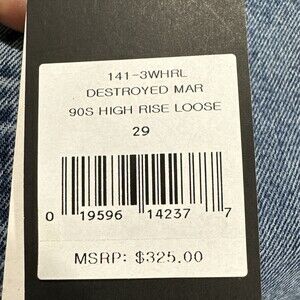 141-3WHRL
DESTROYED MAR
90S HIGH RISE LOOSE
29
0 19596 14237 7
MSRP: $325.00